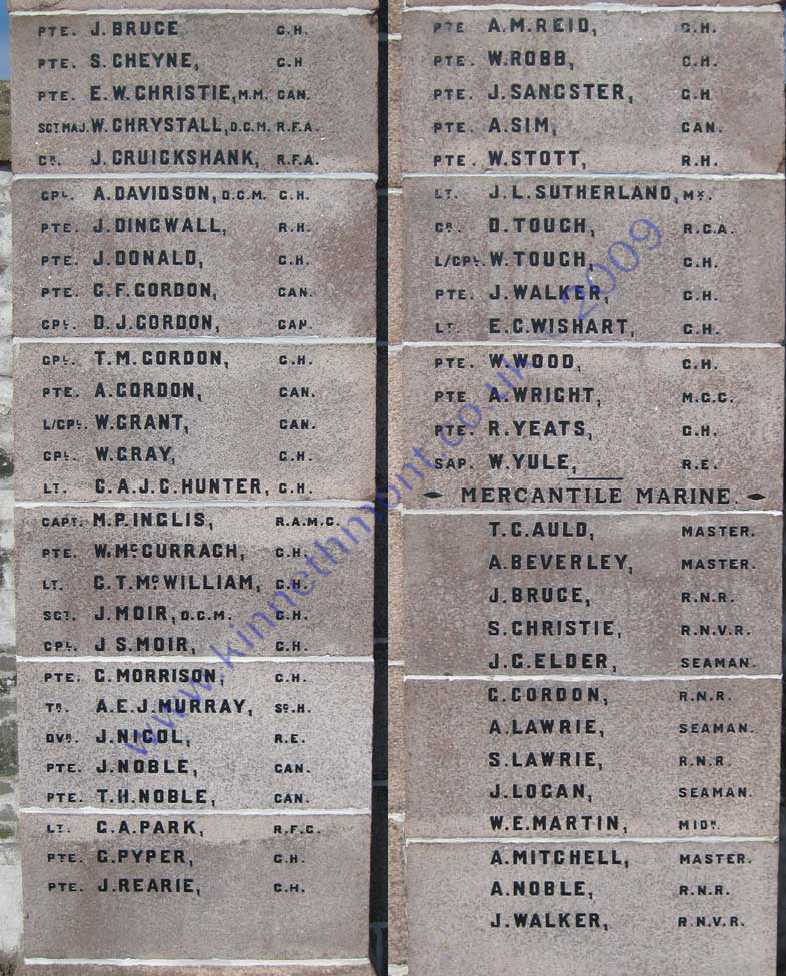 PTE. J. BRUCE G.H.
PTE. S. CHEYNE, G.H
PTE. E.W. CHRISTIE, M.M. CAN.
SGT MAJ. W. CHRYSTALL, D.C.M. R.F.A.
GR. J. CRUICKSHANK, R.F.A.
CPL. A. DAVIDSON, D.C.M. G.H.
PTE. J. DINGWALL, R.H.
PTE. J. DONALD, G.H.
PTE. G.F. GORDON, CAN.
CPL. D.J. GORDON, CAN.
CPL. T.M. GORDON, G.H.
PTE. A. GORDON, CAN.
L/CPL. W. GRANT, CAN.
CPL. W. GRAY, G.H.
LT. G.A.J.C. HUNTER, G.H.
CAPT. M.P. INGLIS, R.A.M.C.
PTE. W. McCURRACH, G.H.
LT. G.T. McWILLIAM, G.H.
SGT. J. MOIR, D.C.M. G.H.
CPL. J S. MOIR, G.H.
PTE. G. MORRISON, G.H.
TR. A.E.J. MURRAY, SC.H.
DVR. J. NICOL, R.E.
PTE. J. NOBLE, CAN.
PTE. T.H. NOBLE, CAN.
LT. G.A. PARK, R.F.C.
PTE. G. PYPER, G.H.
PTE. J. REARIE, G.H.
PTE A.M. REID, G.H.
PTE. W. ROBB, G.H.
PTE. J. SANGSTER, G.H
PTE. A. SIM, CAN.
PTE. W. STOTT, R.H.
LT. J.L. SUTHERLAND, MX.
GR. D. TOUGH, R.G.A.
L/CPL. W. TOUGH, G.H.
PTE. J. WALKER, G.H.
LT. E.C. WISHART, G.H.
PTE. W. WOOD, G.H.
PTE A. WRIGHT, M.G.C.
PTE. R. YEATS, G.H.
SAP. W. YULE, R.E.
MERCANTILE MARINE.
T.G. AULD, MASTER.
A. BEVERLEY, MASTER.
J. BRUCE, R.N.R.
S. CHRISTIE, R.N.V.R.
J.G. ELDER, SEAMAN.
G. GORDON, R.N.R.
A. LAWRIE, SEAMAN.
S. LAWRIE, R.N.R.
J. LOGAN, SEAMAN.
W.E. MARTIN, MIDN.
A. MITCHELL, MASTER.
A. NOBLE, R.N.R.
J. WALKER, R.N.V.R.
www.kinnethmont.co.uk 2009